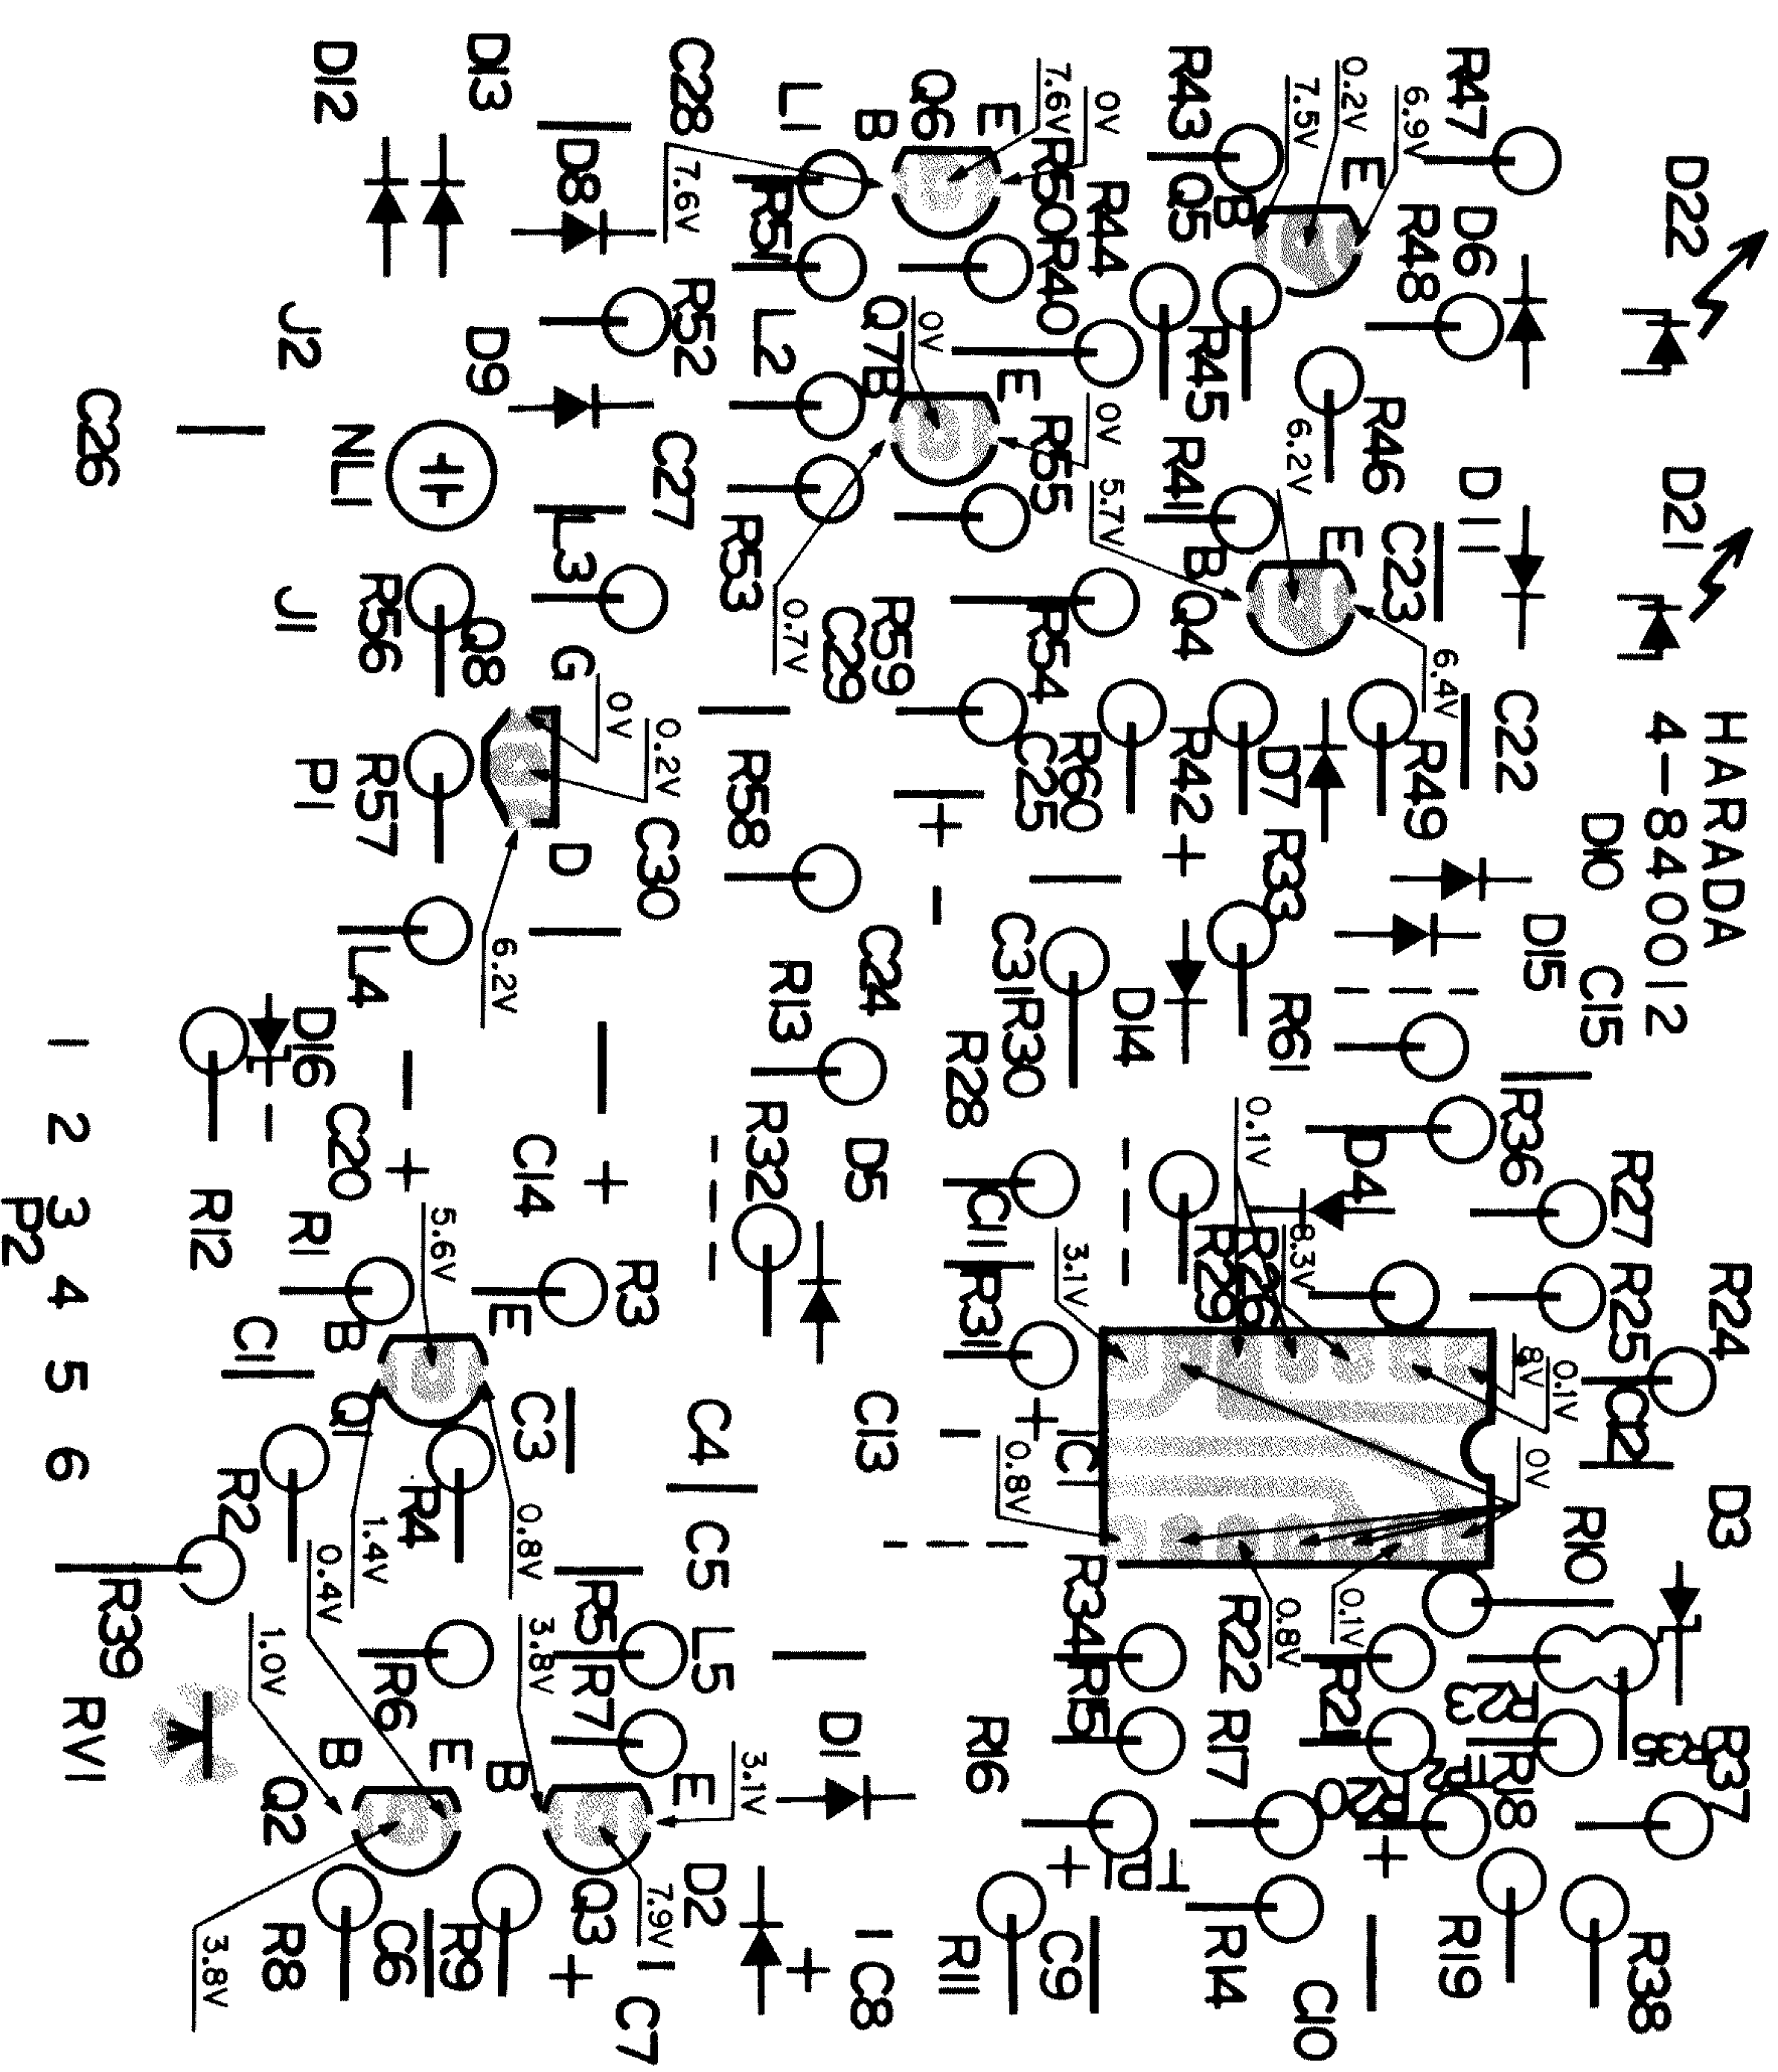 D22
D21
HARADA
4-840012
D10
C15
D15
R47
6.9V
0.2V
7.5V
E
B
Q5
R43
R48
D6
R44
R45
R46
6.2V
R41
E
B
Q4
C23
D11
5.7V
6.4V
C22
R49
D7
R42
+
R33
R61
D14
0V
7.6V
E
Q6
B
R50
R40
L1
C28
7.6V
R51
D8
D13
D12
R52
L2
Q7
B
E
0V
0V
R55
R53
0.7V
C27
D9
J2
NL1
C26
L3
J1
R56
Q8
G
0V
0.2V
D
C30
P1
R57
6.2V
L4
C29
R59
R54
R60
C25
+
-
R58
C24
C31
R30
R28
R13
R32
D5
D16
C20
-
+
C14
+
R12
R1
1
2
3
4
5
6
P2
R36
D4
R27
R25
R24
C12
0.1V
8.3V
R26
R29
3.1V
C11
R31
8V
0.1V
0V
IC1
+
-
0.8V
C13
D3
R10
0.1V
0.8V
R22
R34
R15
R21
R23
R35
R37
R18
TP2
R20
R17
R16
TP1
+
+
R14
R19
R38
C10
C9
R11
C8
-
+
D1
D2
5.6V
E
B
Q1
R3
C1
C3
C4
C5
R4
R2
0.8V
1.4V
0.4V
1.0V
3.8V
R5
R7
L5
R6
R39
RV1
B
E
Q2
B
E
3.1V
Q3
7.9V
3.8V
R8
C6
R9
+
-
C7